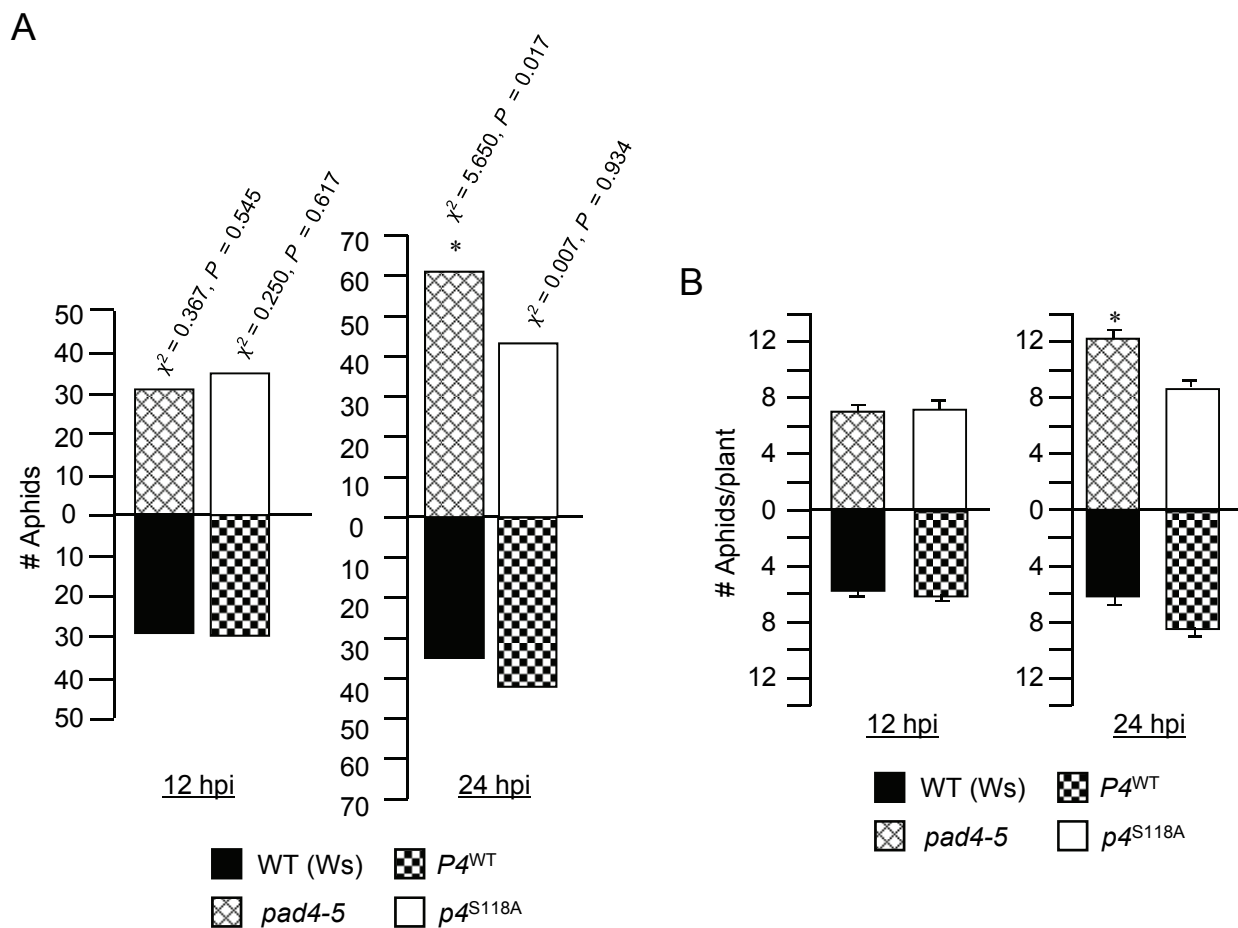 A
χ2 = 0.367, P = 0.545
χ2 = 0.250, P = 0.617
χ2 = 5.650, P = 0.017
χ2 = 0.007, P = 0.934
*
# Aphids
50
40
30
20
10
0
10
20
30
40
50
12 hpi
70
60
50
40
30
20
10
0
10
20
30
40
50
60
70
24 hpi
WT (Ws)
P4WT
pad4-5
p4S118A
B
# Aphids/plant
12
8
4
0
4
8
12
12 hpi
*
12
8
4
0
4
8
12
24 hpi
WT (Ws)
P4WT
pad4-5
p4S118A